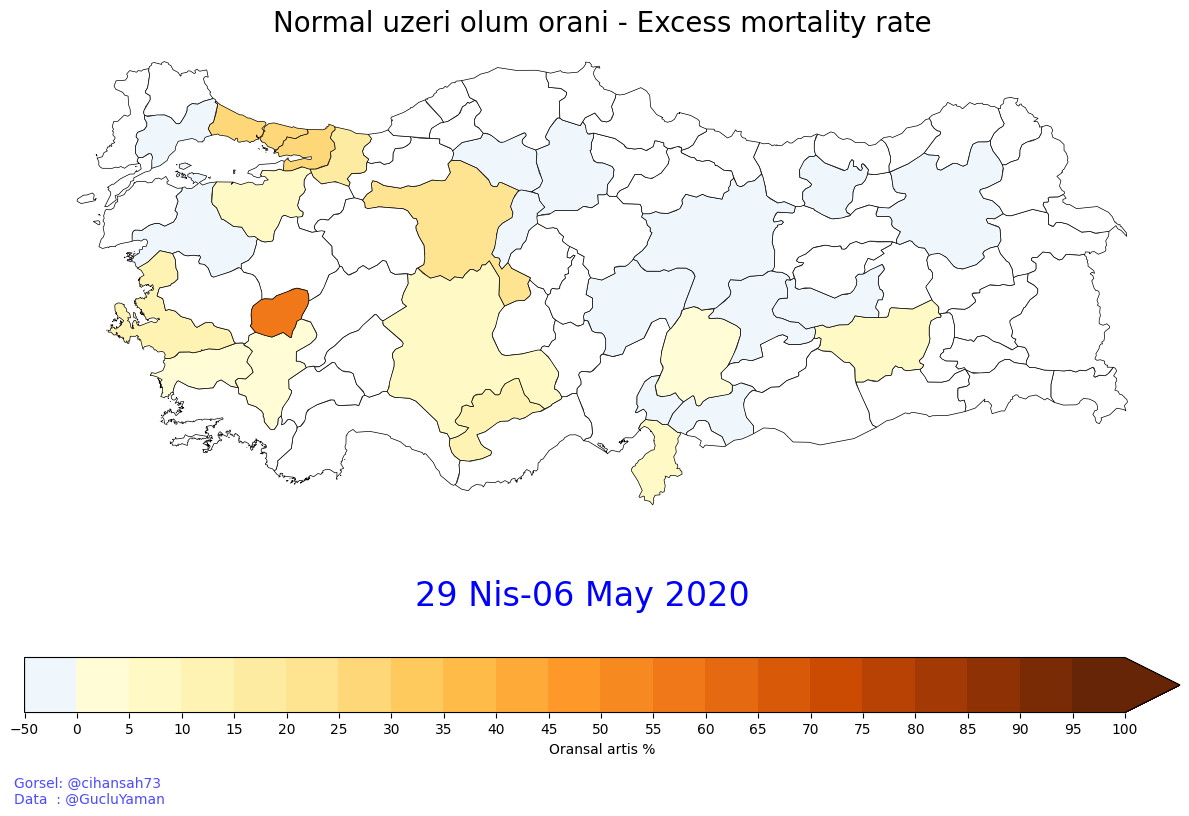 Normal uzeri olum orani - Excess mortality rate
29 Nis-06 May 2020
−50 0 5 10 15 20 25 30 35 40 45 50 55 60 65 70 75 80 85 90 95 100
Oransal artis %
Gorsel: @cihansah73
Data : @GucluYaman